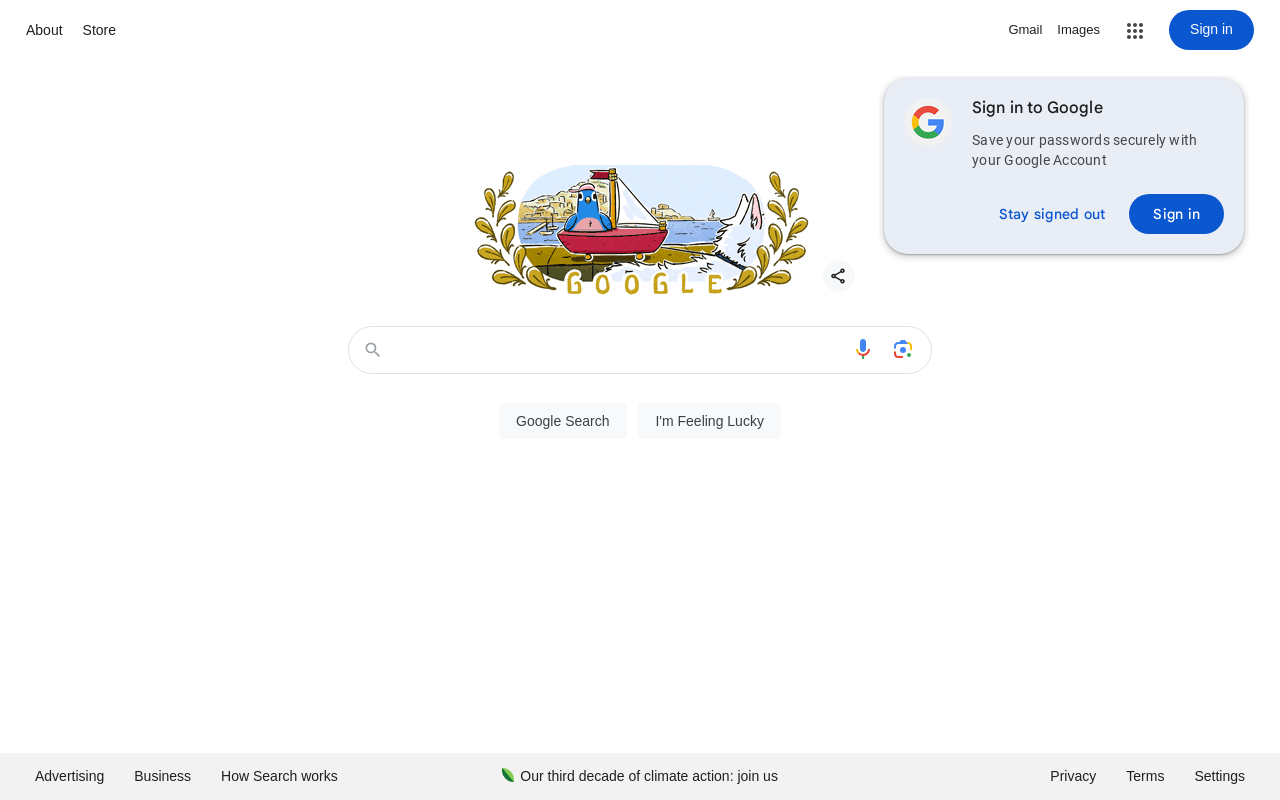 About Store
Gmail Images Sign in
Sign in to Google
Save your passwords securely with
your Google Account
Stay signed out Sign in
GOOGLE
Google Search I'm Feeling Lucky
Advertising Business How Search works Our third decade of climate action: join us Privacy Terms Settings